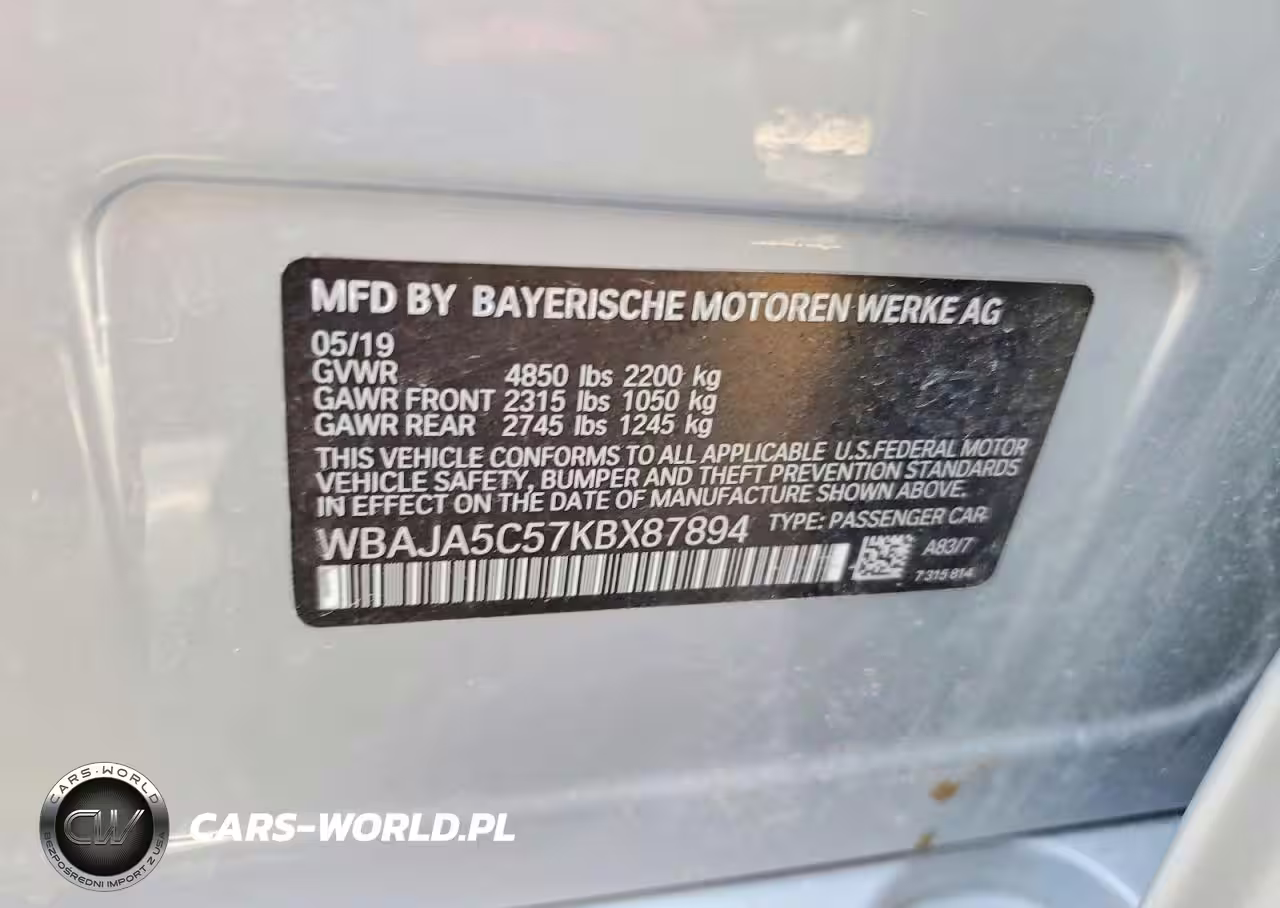 MFD BY BAYERISCHE MOTOREN WERKE AG
05/19
GVWR 4850 lbs 2200 kg
GAWR FRONT 2315 lbs 1050 kg
GAWR REAR 2745 lbs 1245 kg
THIS VEHICLE CONFORMS TO ALL APPLICABLE U.S.FEDERAL MOTOR
VEHICLE SAFETY, BUMPER AND THEFT PREVENTION STANDARDS
IN EFFECT ON THE DATE OF MANUFACTURE SHOWN ABOVE.
WBAJA5C57KBX87894 TYPE: PASSENGER CAR
A83/7
7 315 814
CARS-WORLD
CW
BEZPOŚREDNI IMPORT Z USA
CARS-WORLD.PL